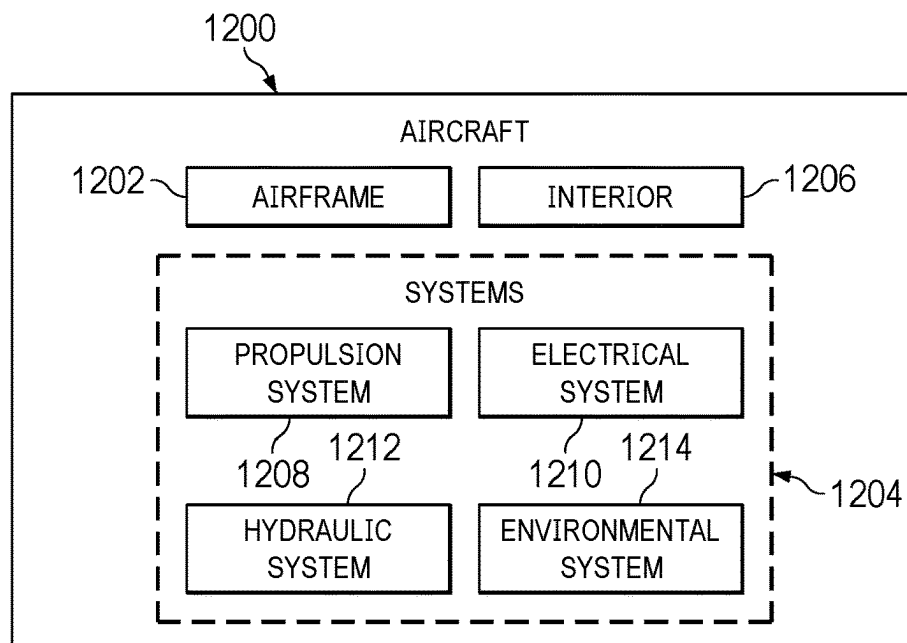 1200
AIRCRAFT
1202
AIRFRAME
INTERIOR
1206
SYSTEMS
PROPULSION
SYSTEM
ELECTRICAL
SYSTEM
1208
1212
1210
1214
1204
HYDRAULIC
SYSTEM
ENVIRONMENTAL
SYSTEM